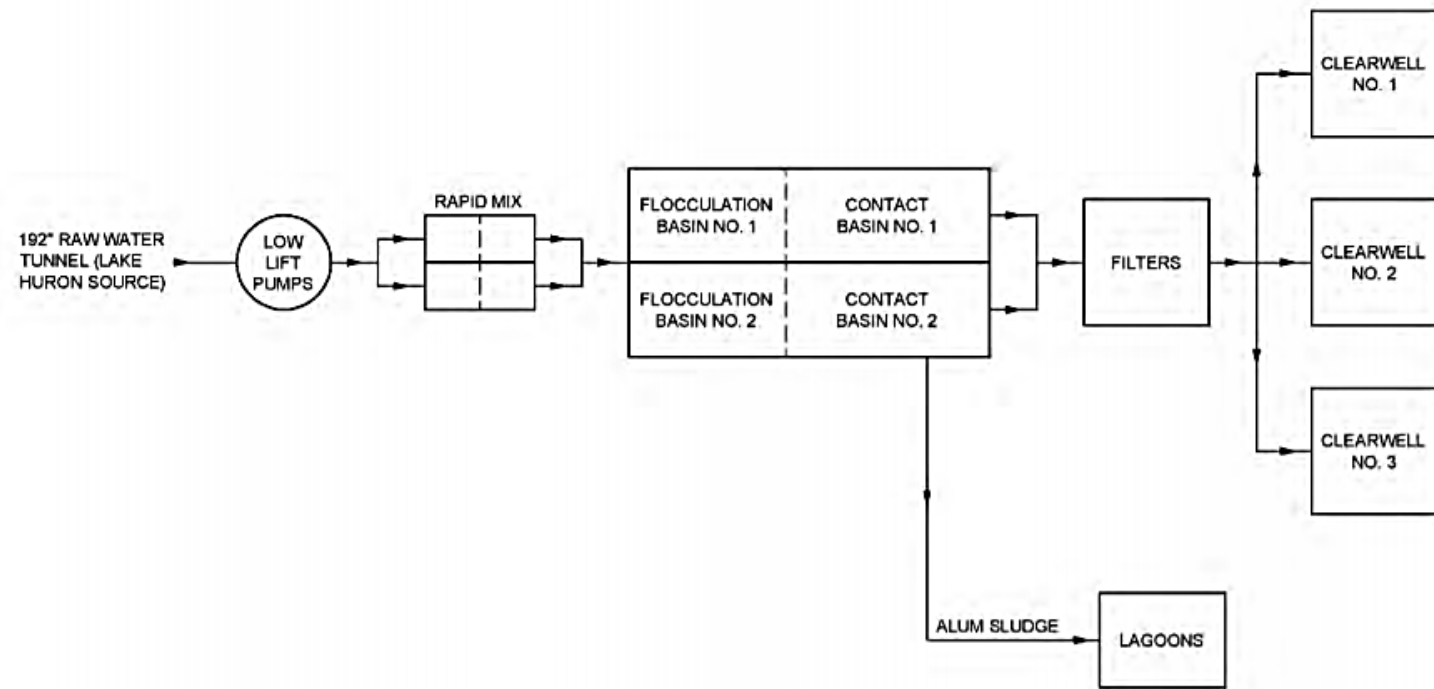 192" RAW WATER
TUNNEL (LAKE
HURON SOURCE)
LOW
LIFT
PUMPS
RAPID MIX
FLOCCULATION
BASIN NO. 1
CONTACT
BASIN NO. 1
FLOCCULATION
BASIN NO. 2
CONTACT
BASIN NO. 2
FILTERS
CLEARWELL
NO. 1
CLEARWELL
NO. 2
CLEARWELL
NO. 3
ALUM SLUDGE
LAGOONS